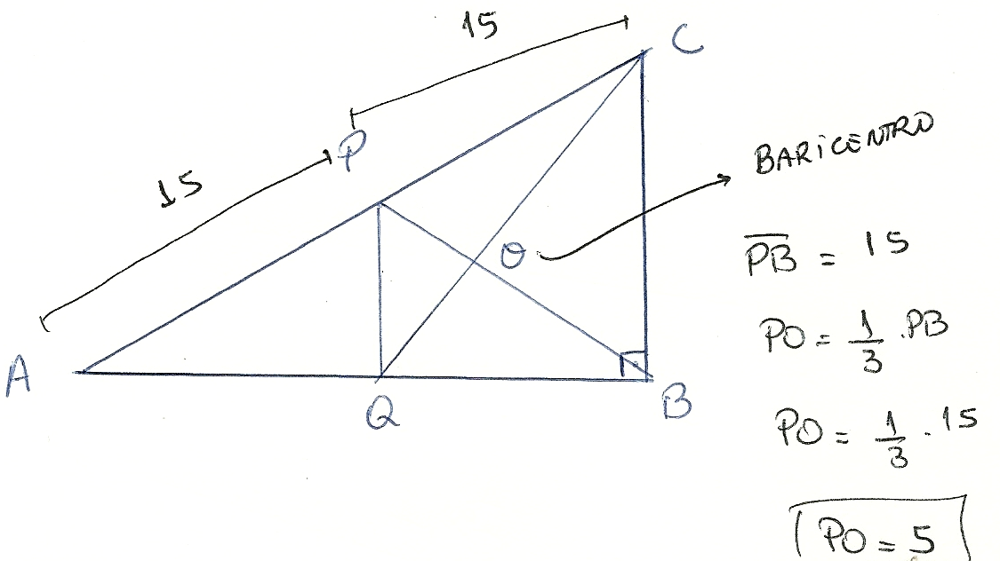 15
C
P
15
BARICENTRO
O
PB = 15
PO = 1/3 . PB
A
Q
B
PO = 1/3 . 15
PO = 5